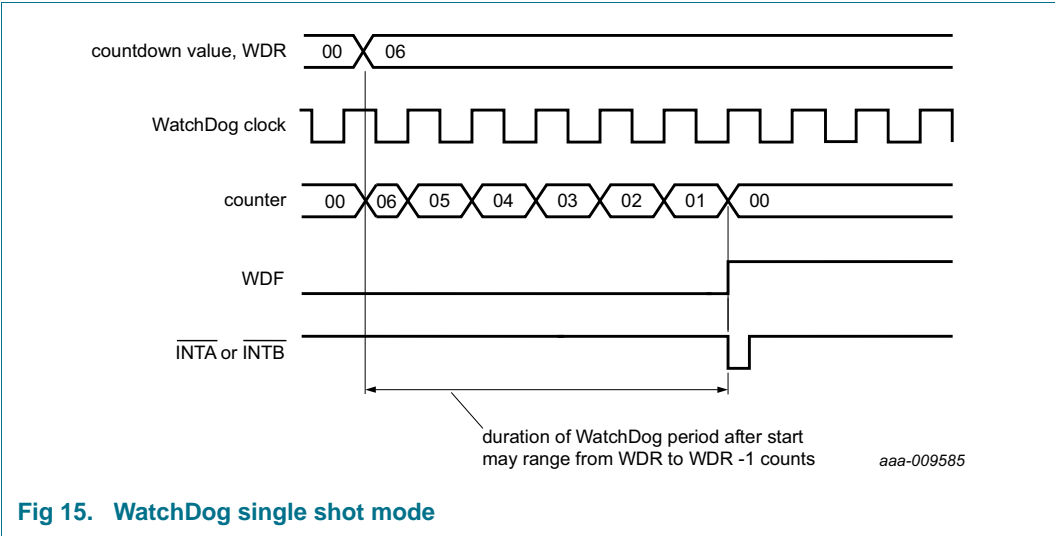 countdown value, WDR 00 06
WatchDog clock
counter 00 06 05 04 03 02 01 00
WDF
INTA or INTB
duration of WatchDog period after start
may range from WDR to WDR -1 counts
aaa-009585
Fig 15. WatchDog single shot mode